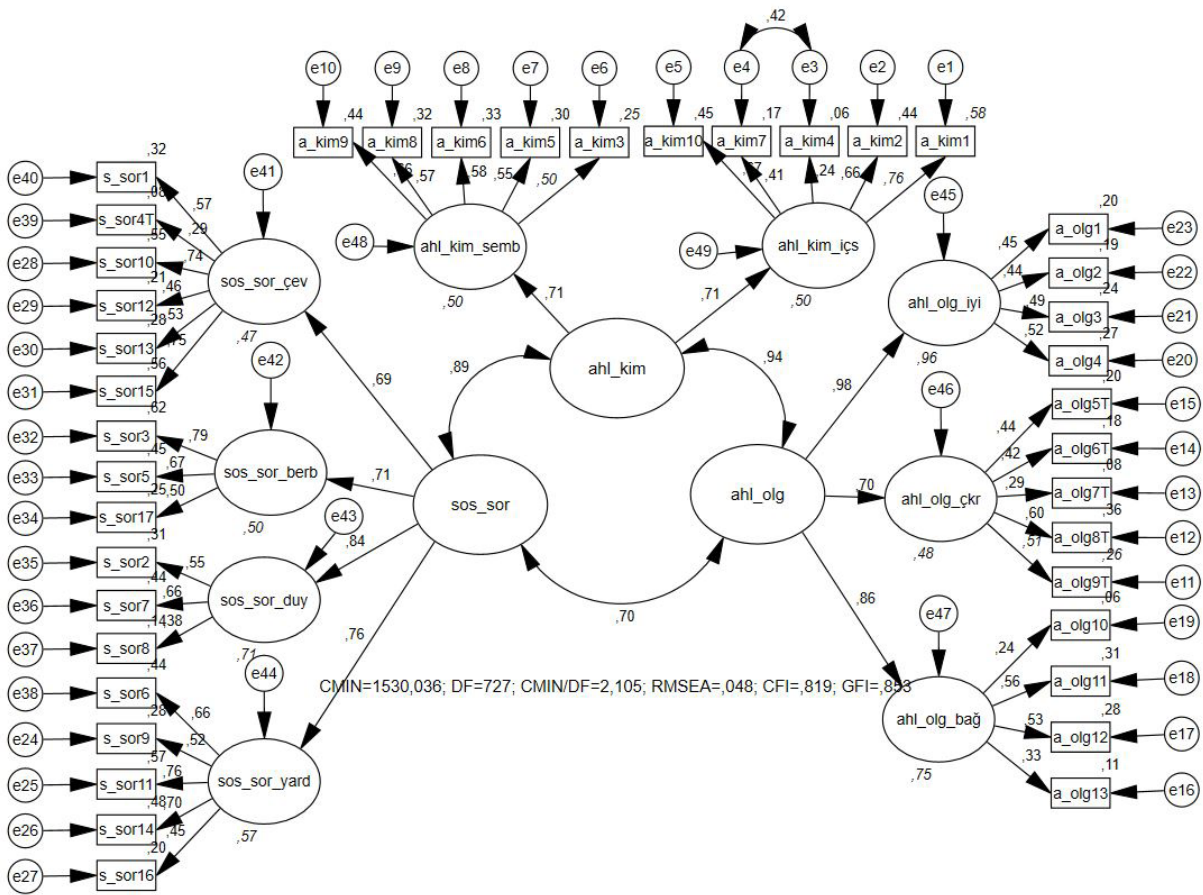 ,42
e10 e9 e8 e7 e6 e5 e4 e3 e2 e1
,44 ,32 ,33 ,30 ,25 ,45 ,17 ,06 ,44 ,58
a_kim9 a_kim8 a_kim6 a_kim5 a_kim3 a_kim10 a_kim7 a_kim4 a_kim2 a_kim1
,57 ,58 ,55 ,50 ,41 ,24 ,66 ,76
e48 ahl_kim_semb ,50
e49 ahl_kim_içs ,50
,71 ,71
ahl_kim
,89 ,94
,32
e40 s_sor1
e39 s_sor4T
,55
e28 s_sor10
,21
e29 s_sor12
,28
e30 s_sor13
,56
e31 s_sor15
e41
,57 ,29 ,74 ,46 ,53 ,75
sos_sor_çev
,47
,69
,62
e32 s_sor3
,45
e33 s_sor5
,25
e34 s_sor17
e42
,79 ,67 ,50
sos_sor_berb
,50
,71
,31
e35 s_sor2
,44
e36 s_sor7
,14
e37 s_sor8
e43
,55 ,66 ,38
sos_sor_duy
,71
,84
,44
e38 s_sor6
,28
e24 s_sor9
,57
e25 s_sor11
,48
e26 s_sor14
,20
e27 s_sor16
e44
,66 ,52 ,76 ,70 ,45
sos_sor_yard
,57
,76
sos_sor
,70
ahl_olg
e45
ahl_olg_iyi
,96
,98
,45 ,44 ,49 ,52
,20
a_olg1 e23
,19
a_olg2 e22
,24
a_olg3 e21
,27
a_olg4 e20
e46
ahl_olg_çkr
,48
,70
,44 ,42 ,29 ,60 ,51
,20
a_olg5T e15
,18
a_olg6T e14
,08
a_olg7T e13
,36
a_olg8T e12
,26
a_olg9T e11
e47
ahl_olg_bağ
,75
,86
,24 ,56 ,53 ,33
,06
a_olg10 e19
,31
a_olg11 e18
,28
a_olg12 e17
,11
a_olg13 e16
CMIN=1530,036; DF=727; CMIN/DF=2,105; RMSEA=,048; CFI=,819; GFI=,853